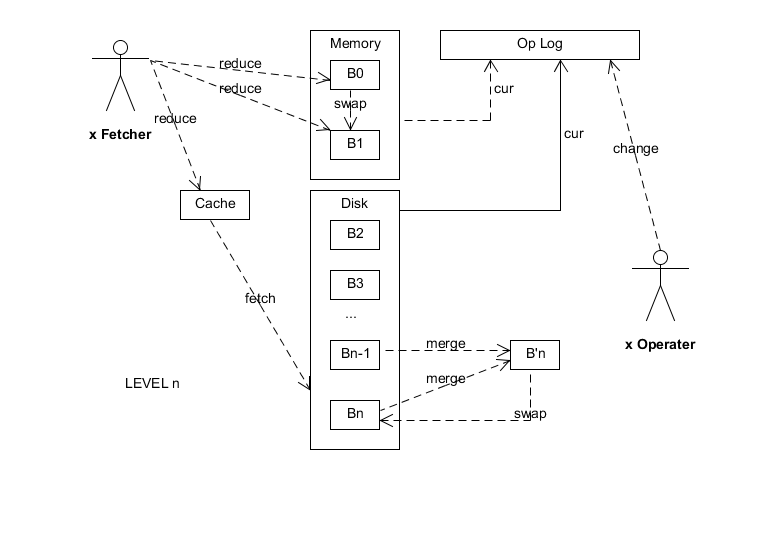 Memory
Op Log
reduce
B0
reduce
swap
cur
reduce
B1
cur
x Fetcher
change
Cache
Disk
B2
B3
fetch
...
x Operater
merge
Bn-1
B'n
merge
LEVEL n
Bn
swap